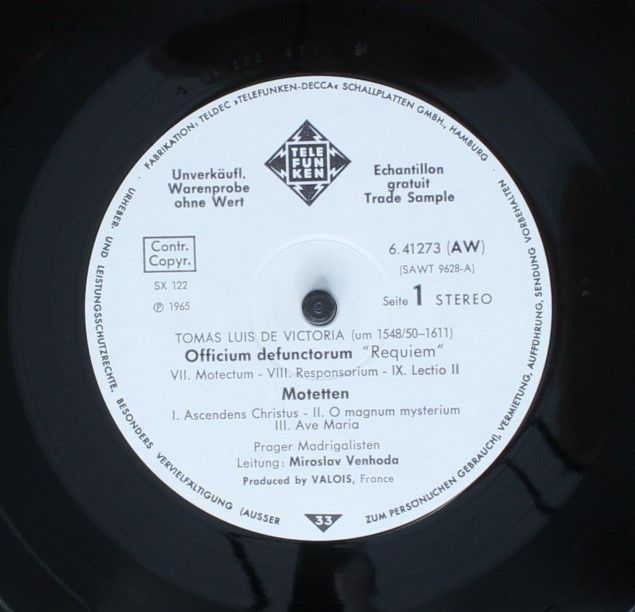 FABRIKATION: TELDEC »TELEFUNKEN-DECCA« SCHALLPLATTEN GMBH., HAMBURG ·
URHEBER- UND LEISTUNGSSCHUTZRECHTE. BESONDERS VERVIELFÄLTIGUNG (AUSSER ZUM PERSÖNLICHEN GEBRAUCH), VERMIETUNG, AUFFÜHRUNG, SENDUNG VORBEHALTEN ·
TELE
FUN
KEN
Unverkäufl.
Warenprobe
ohne Wert
Echantillon
gratuit
Trade Sample
Contr.
Copyr.
SX 122
℗ 1965
6.41273 (AW)
(SAWT 9628-A)
Seite 1 STEREO
TOMAS LUIS DE VICTORIA (um 1548/50–1611)
Officium defunctorum "Requiem"
VII. Motectum - VIII. Responsorium - IX. Lectio II
Motetten
I. Ascendens Christus - II. O magnum mysterium
III. Ave Maria
Prager Madrigalisten
Leitung: Miroslav Venhoda
Produced by VALOIS, France
33